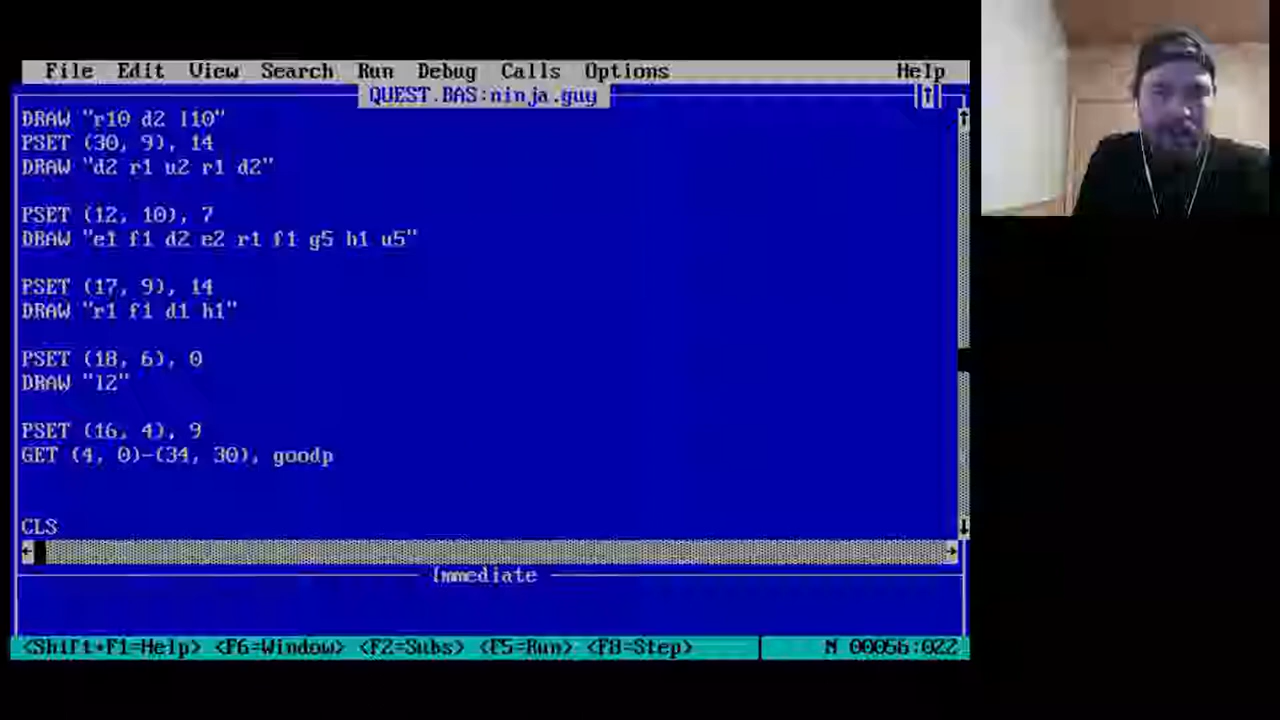 File Edit View Search Run Debug Calls Options Help
QUEST.BAS:ninja.guy
DRAW "r10 d2 l10"
PSET (30, 9), 14
DRAW "d2 r1 u2 r1 d2"
PSET (12, 10), 7
DRAW "e1 f1 d2 e2 r1 f1 g5 h1 u5"
PSET (17, 9), 14
DRAW "r1 f1 d1 h1"
PSET (18, 6), 0
DRAW "l2"
PSET (16, 4), 9
GET (4, 0)-(34, 30), goodp
CLS
Immediate
<Shift+F1=Help> <F6=Window> <F2=Subs> <F5=Run> <F8=Step> N 00056:022